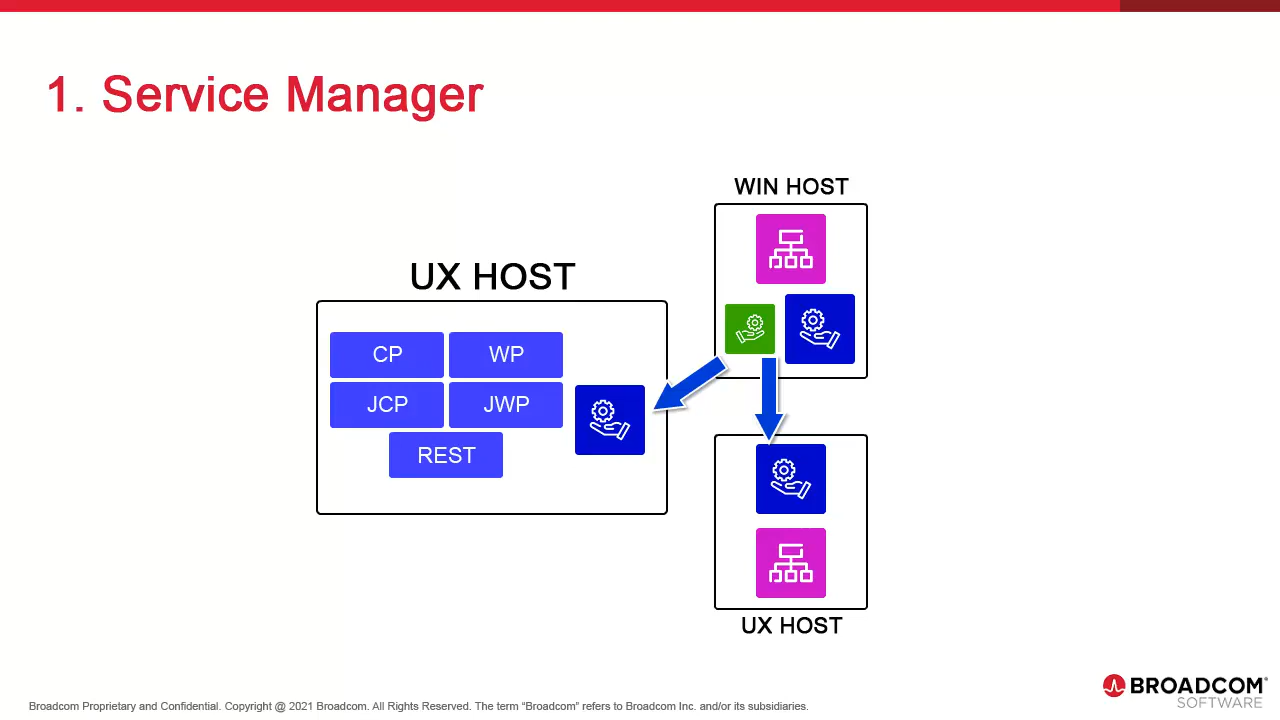 1. Service Manager
WIN HOST
UX HOST
CP
WP
JCP
JWP
REST
UX HOST
BROADCOM®
SOFTWARE
Broadcom Proprietary and Confidential. Copyright @ 2021 Broadcom. All Rights Reserved. The term “Broadcom” refers to Broadcom Inc. and/or its subsidiaries.